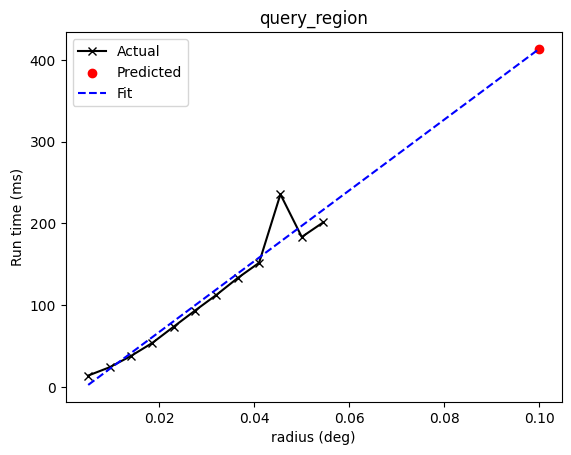 query_region
Actual
Predicted
Fit
Run time (ms)
400
300
200
100
0
0.02
0.04
0.06
0.08
0.10
radius (deg)